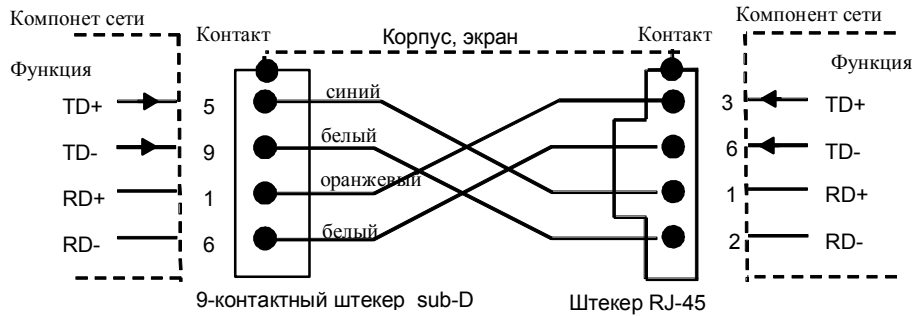 Компонет сети
Компонент сети
Контакт
Корпус, экран
Контакт
Функция
Функция
TD+
5
синий
3
TD+
TD-
9
белый
6
TD-
RD+
1
оранжевый
1
RD+
RD-
6
белый
2
RD-
9-контактный штекер sub-D
Штекер RJ-45